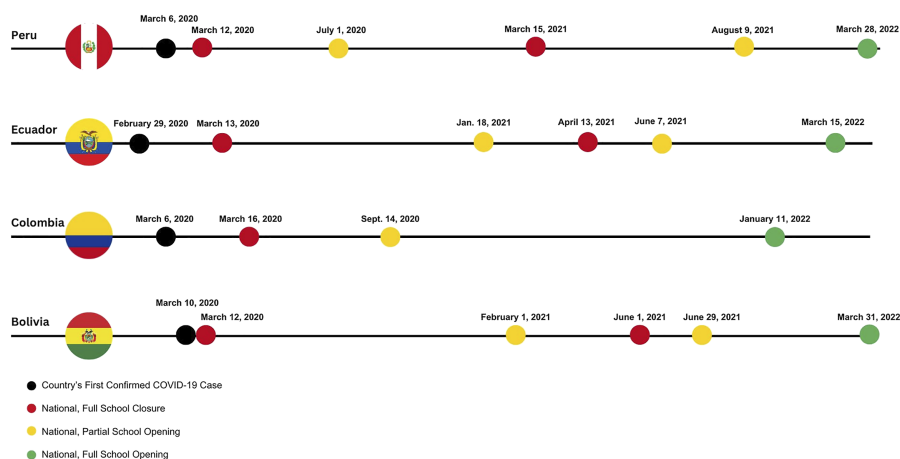 Peru
March 6, 2020
March 12, 2020
July 1, 2020
March 15, 2021
August 9, 2021
March 28, 2022
Ecuador
February 29, 2020
March 13, 2020
Jan. 18, 2021
April 13, 2021
June 7, 2021
March 15, 2022
Colombia
March 6, 2020
March 16, 2020
Sept. 14, 2020
January 11, 2022
Bolivia
March 10, 2020
March 12, 2020
February 1, 2021
June 1, 2021
June 29, 2021
March 31, 2022
Country's First Confirmed COVID-19 Case
National, Full School Closure
National, Partial School Opening
National, Full School Opening